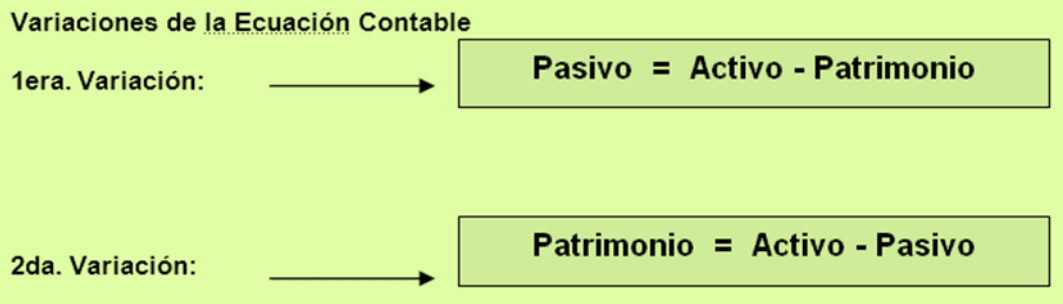 Variaciones de la Ecuación Contable
1era. Variación:
Pasivo = Activo - Patrimonio
2da. Variación:
Patrimonio = Activo - Pasivo